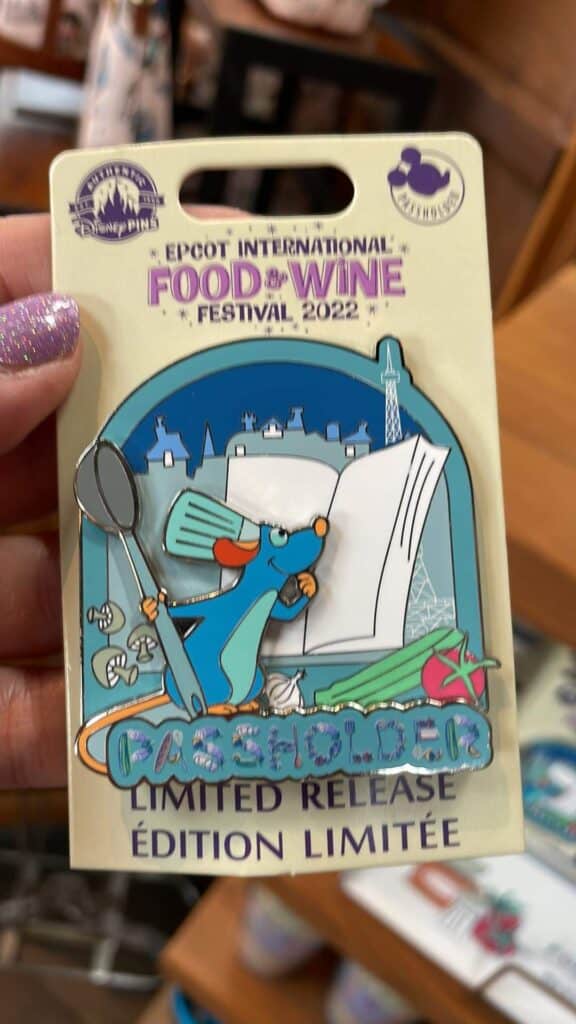 AUTHENTIC
Disney PINS
PASSHOLDER
EPCOT INTERNATIONAL
FOOD & WINE
FESTIVAL 2022
PASSHOLDER
LIMITED RELEASE
ÉDITION LIMITÉE